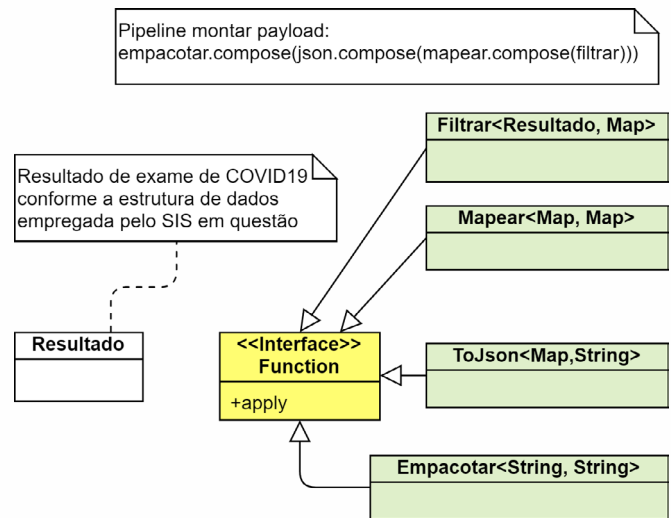 Pipeline montar payload:
empacotar.compose(json.compose(mapear.compose(filtrar)))
Filtrar<Resultado, Map>
Resultado de exame de COVID19
conforme a estrutura de dados
empregada pelo SIS em questão
Mapear<Map, Map>
Resultado
<<Interface>>
Function
+apply
ToJson<Map,String>
Empacotar<String, String>